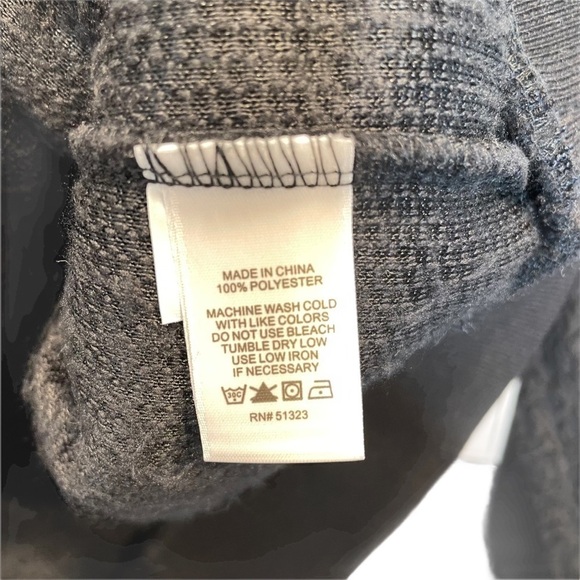 MADE IN CHINA
100% POLYESTER
MACHINE WASH COLD
WITH LIKE COLORS
DO NOT USE BLEACH
TUMBLE DRY LOW
USE LOW IRON
IF NECESSARY
30C
RN# 51323